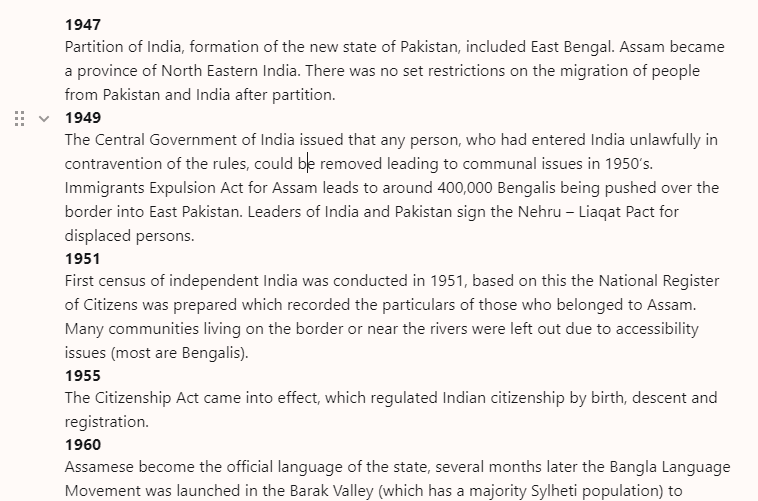 1947
Partition of India, formation of the new state of Pakistan, included East Bengal. Assam became
a province of North Eastern India. There was no set restrictions on the migration of people
from Pakistan and India after partition.
1949
The Central Government of India issued that any person, who had entered India unlawfully in
contravention of the rules, could be removed leading to communal issues in 1950's.
Immigrants Expulsion Act for Assam leads to around 400,000 Bengalis being pushed over the
border into East Pakistan. Leaders of India and Pakistan sign the Nehru – Liaqat Pact for
displaced persons.
1951
First census of independent India was conducted in 1951, based on this the National Register
of Citizens was prepared which recorded the particulars of those who belonged to Assam.
Many communities living on the border or near the rivers were left out due to accessibility
issues (most are Bengalis).
1955
The Citizenship Act came into effect, which regulated Indian citizenship by birth, descent and
registration.
1960
Assamese become the official language of the state, several months later the Bangla Language
Movement was launched in the Barak Valley (which has a majority Sylheti population) to